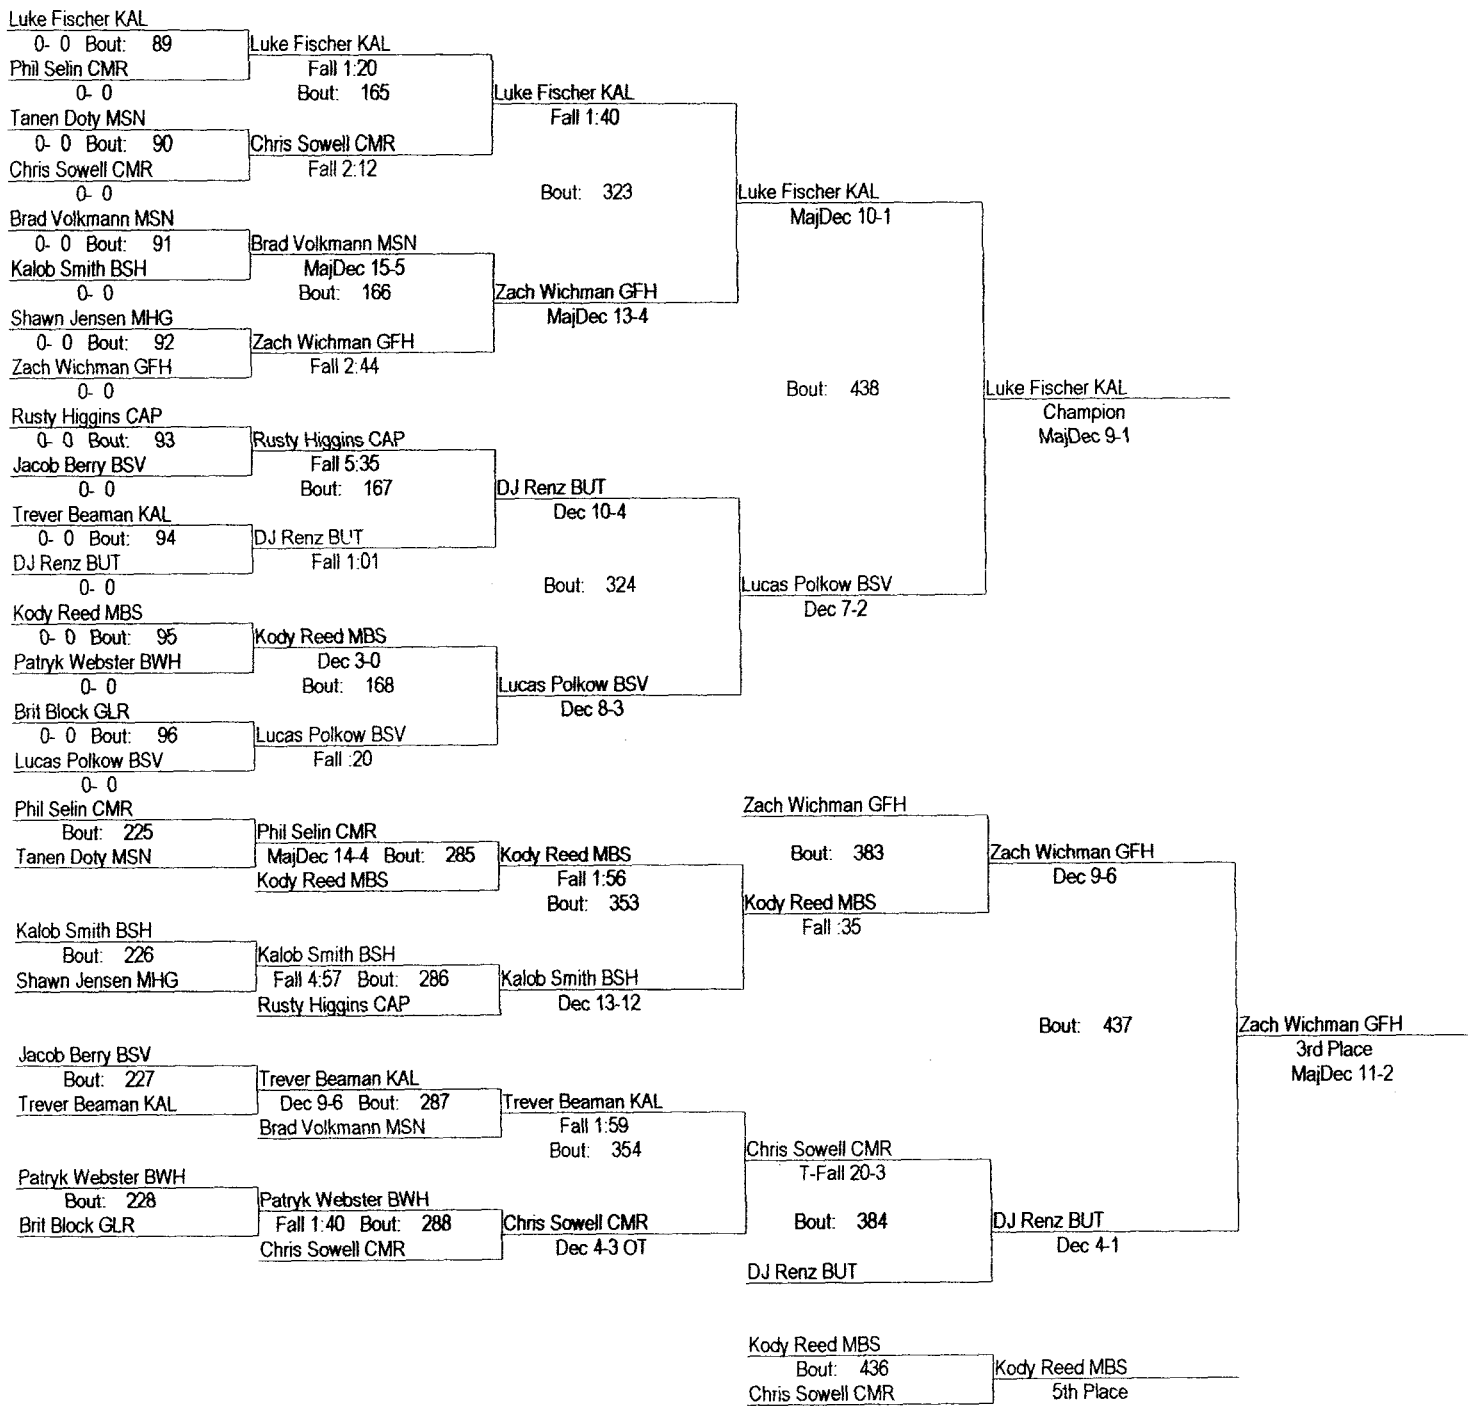 Luke Fischer KAL
0- 0 Bout: 89
Phil Selin CMR
0- 0
Tanen Doty MSN
0- 0 Bout: 90
Chris Sowell CMR
0- 0
Brad Volkmann MSN
0- 0 Bout: 91
Kalob Smith BSH
0- 0
Shawn Jensen MHG
0- 0 Bout: 92
Zach Wichman GFH
0- 0
Rusty Higgins CAP
0- 0 Bout: 93
Jacob Berry BSV
0- 0
Trever Beaman KAL
0- 0 Bout: 94
DJ Renz BUT
0- 0
Kody Reed MBS
0- 0 Bout: 95
Patryk Webster BWH
0- 0
Brit Block GLR
0- 0 Bout: 96
Lucas Polkow BSV
0- 0
Luke Fischer KAL
Fall 1:20
Bout: 165
Chris Sowell CMR
Fall 2:12
Brad Volkmann MSN
MajDec 15-5
Bout: 166
Zach Wichman GFH
Fall 2:44
Rusty Higgins CAP
Fall 5:35
Bout: 167
DJ Renz BUT
Fall 1:01
Kody Reed MBS
Dec 3-0
Bout: 168
Lucas Polkow BSV
Fall :20
Luke Fischer KAL
Fall 1:40
Bout: 323
Zach Wichman GFH
MajDec 13-4
DJ Renz BUT
Dec 10-4
Bout: 324
Lucas Polkow BSV
Dec 8-3
Luke Fischer KAL
MajDec 10-1
Bout: 438
Lucas Polkow BSV
Dec 7-2
Luke Fischer KAL
Champion
MajDec 9-1
Phil Selin CMR
Bout: 225
Tanen Doty MSN
Kalob Smith BSH
Bout: 226
Shawn Jensen MHG
Jacob Berry BSV
Bout: 227
Trever Beaman KAL
Patryk Webster BWH
Bout: 228
Brit Block GLR
Phil Selin CMR
MajDec 14-4 Bout: 285
Kody Reed MBS
Kalob Smith BSH
Fall 4:57 Bout: 286
Rusty Higgins CAP
Trever Beaman KAL
Dec 9-6 Bout: 287
Brad Volkmann MSN
Patryk Webster BWH
Fall 1:40 Bout: 288
Chris Sowell CMR
Kody Reed MBS
Fall 1:56
Bout: 353
Kalob Smith BSH
Dec 13-12
Trever Beaman KAL
Fall 1:59
Bout: 354
Chris Sowell CMR
Dec 4-3 OT
Zach Wichman GFH
Bout: 383
Kody Reed MBS
Fall :35
Chris Sowell CMR
T-Fall 20-3
Bout: 384
DJ Renz BUT
Zach Wichman GFH
Dec 9-6
Bout: 437
DJ Renz BUT
Dec 4-1
Zach Wichman GFH
3rd Place
MajDec 11-2
Kody Reed MBS
Bout: 436
Chris Sowell CMR
Kody Reed MBS
5th Place